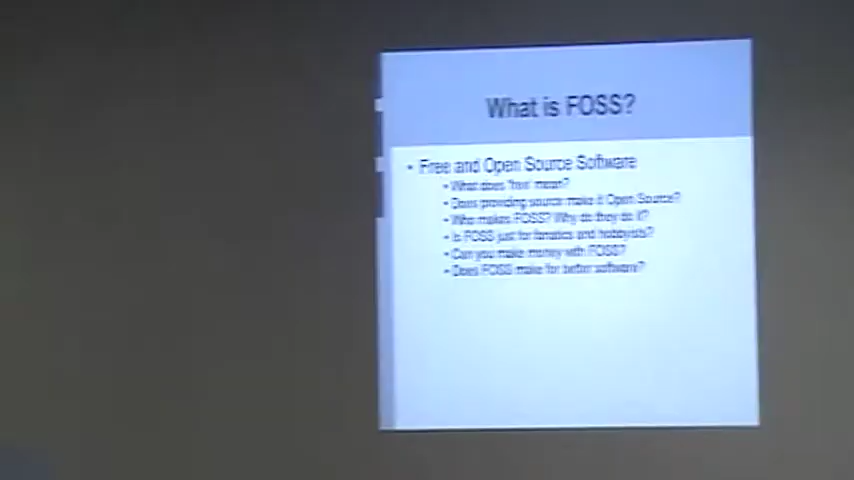 What is FOSS?
• Free and Open Source Software
• What does "free" mean?
• Does providing source make it Open Source?
• Who makes FOSS? Why do they do it?
• Is FOSS just for fanatics and hobbyists?
• Can you make money with FOSS?
• Does FOSS make for better software?